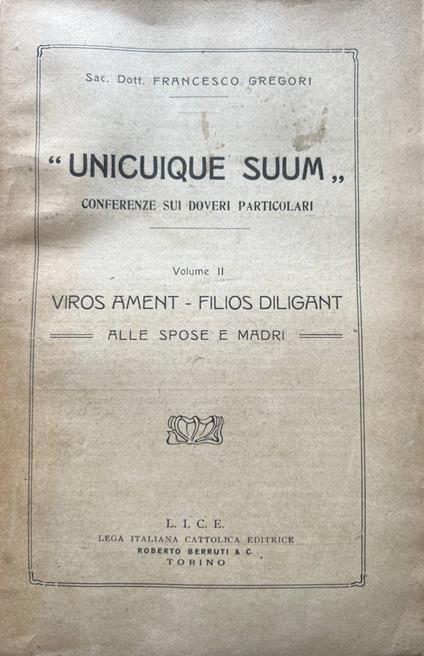 Sac. Dott. FRANCESCO GREGORI
“ UNICUIQUE SUUM „
CONFERENZE SUI DOVERI PARTICOLARI
Volume II
VIROS AMENT - FILIOS DILIGANT
ALLE SPOSE E MADRI
L. I. C. E.
LEGA ITALIANA CATTOLICA EDITRICE
ROBERTO BERRUTI & C.
TORINO